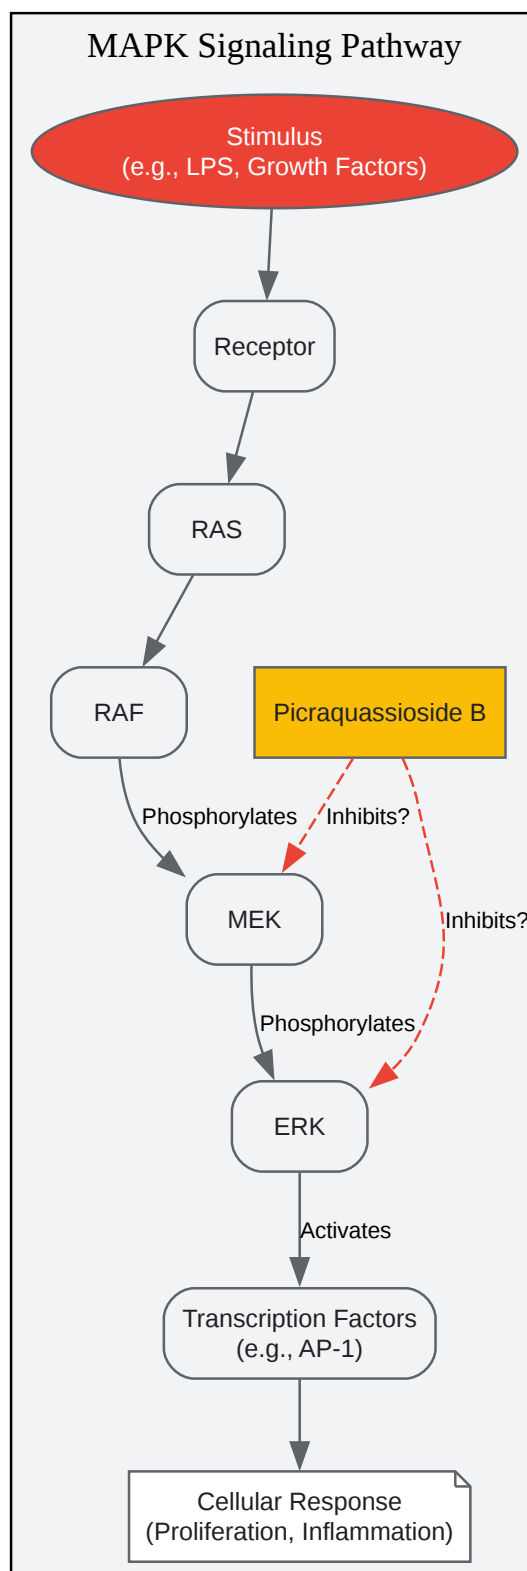 MAPK Signaling Pathway
Stimulus
(e.g., LPS, Growth Factors)
Receptor
RAS
RAF
Picraquassioside B
Phosphorylates
Inhibits?
MEK
Inhibits?
Phosphorylates
ERK
Activates
Transcription Factors
(e.g., AP-1)
Cellular Response
(Proliferation, Inflammation)